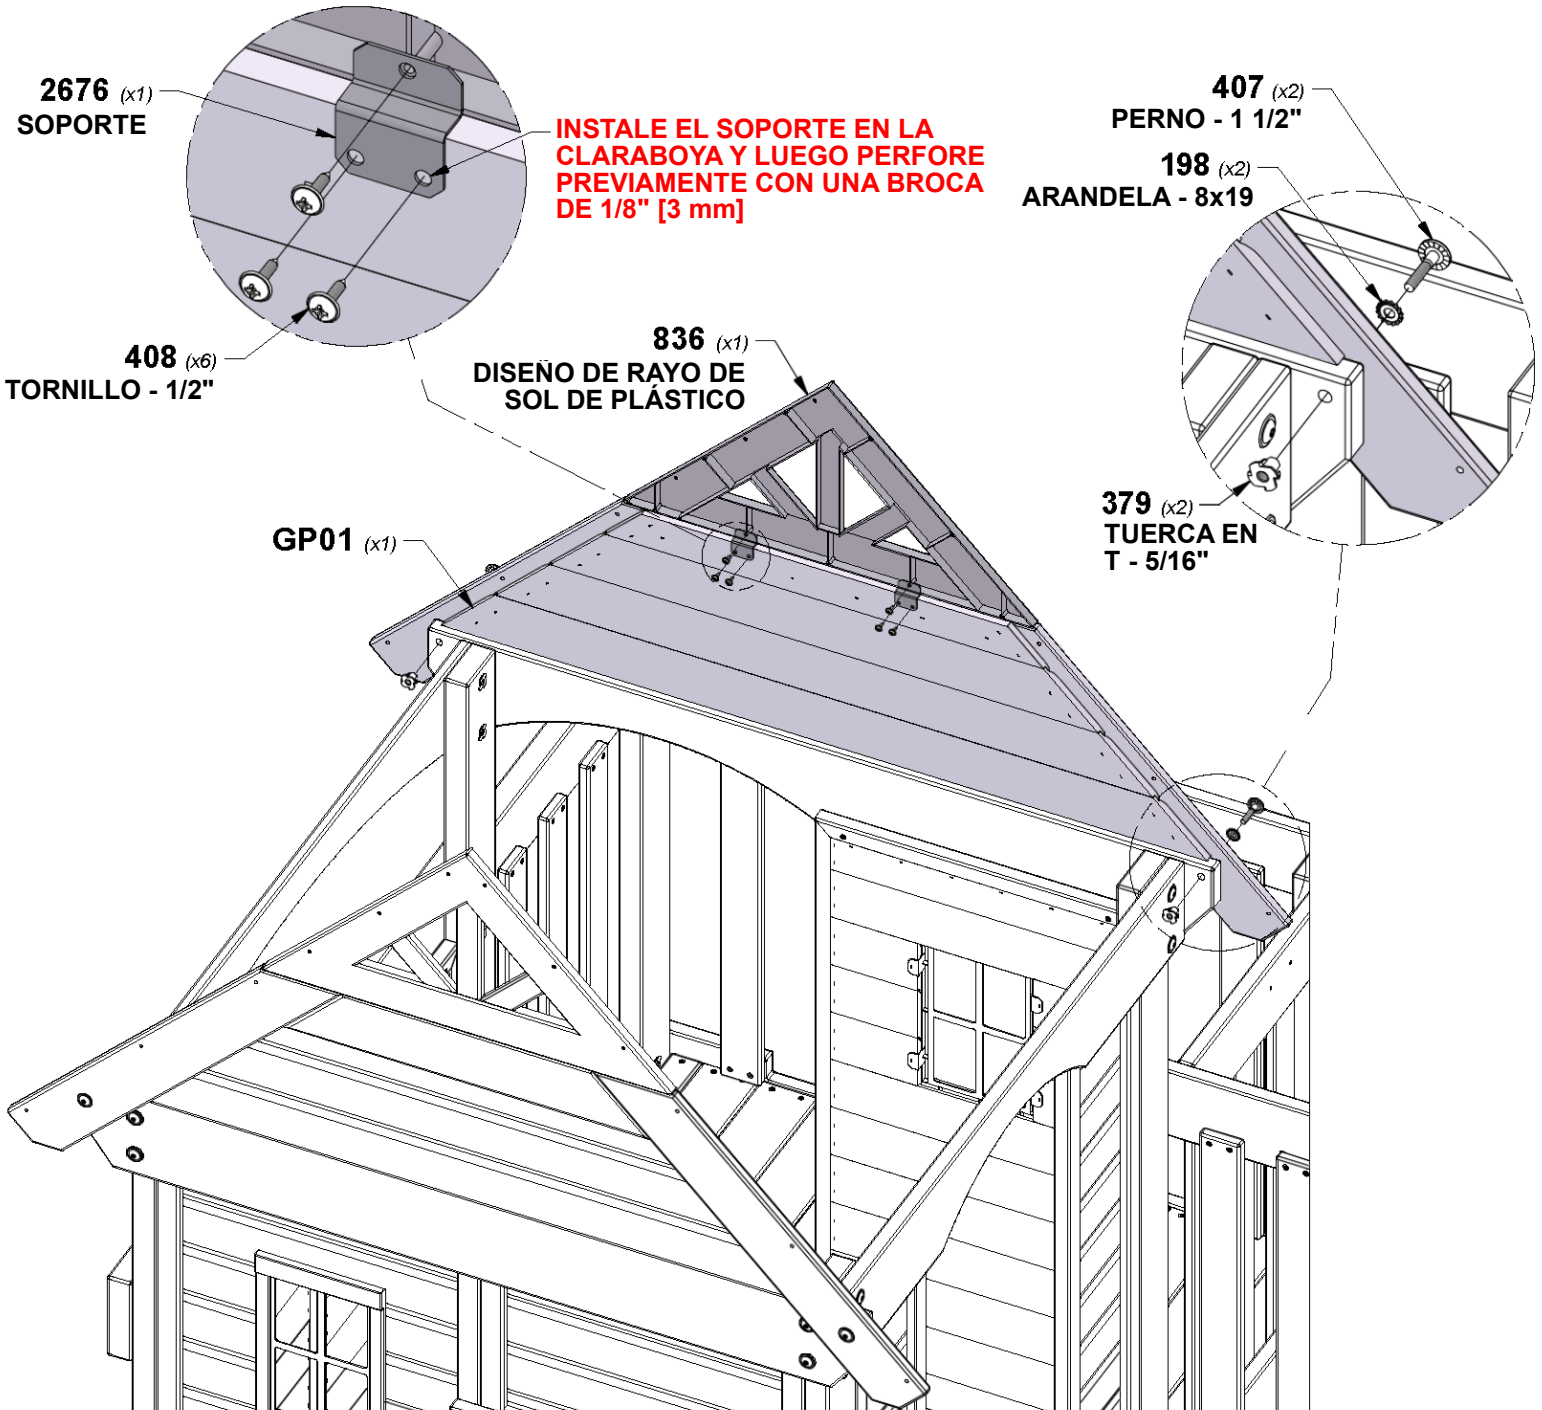 2676 (x1)
SOPORTE
INSTALE EL SOPORTE EN LA
CLARABOYA Y LUEGO PERFORE
PREVIAMENTE CON UNA BROCA
DE 1/8" [3 mm]
408 (x6)
TORNILLO - 1/2"
407 (x2)
PERNO - 1 1/2"
198 (x2)
ARANDELA - 8x19
836 (x1)
DISEÑO DE RAYO DE
SOL DE PLÁSTICO
379 (x2)
TUERCA EN
T - 5/16"
GP01 (x1)